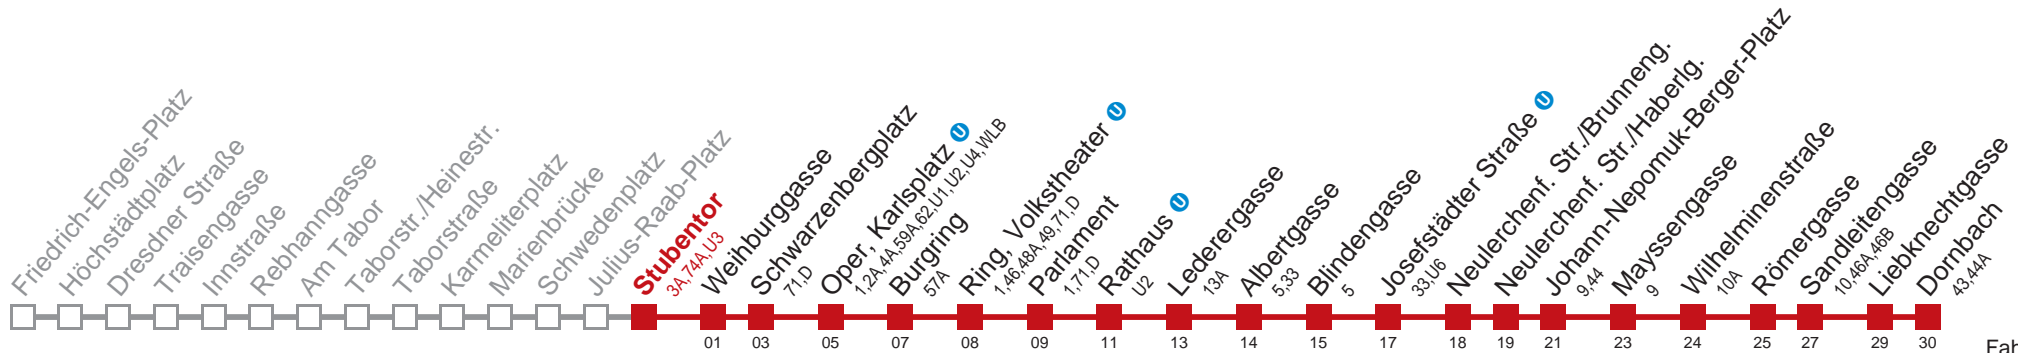 Friedrich-Engels-Platz
Höchstädtplatz
Dresdner Straße
Traisengasse
Innstraße
Rebhanngasse
Am Tabor
Taborstr./Heinestr.
Taborstraße
Karmeliterplatz
Marienbrücke
Schwedenplatz
Julius-Raab-Platz
Stubentor
3A,74A,U3
Weihburggasse
Schwarzenbergplatz
71,D
Oper, Karlsplatz U
1,2A,4A,59A,62,U1,U2,U4,WLB
Burgring
57A
Ring, Volkstheater U
1,46,48A,49,71,D
Parlament
1,71,D
Rathaus U
U2
Lederergasse
13A
Albertgasse
5,33
Blindengasse
5
Josefstädter Straße U
33,U6
Neulerchenf. Str./Brunneng.
Neulerchenf. Str./Haberlg.
Johann-Nepomuk-Berger-Platz
9,44
Mayssengasse
9
Wilhelminenstraße
10A
Römergasse
Sandleitengasse
10,46A,46B
Liebknechtgasse
Dornbach
43,44A
01 03 05 07 08 09 11 13 14 15 17 18 19 21 23 24 25 27 29 30
Fah